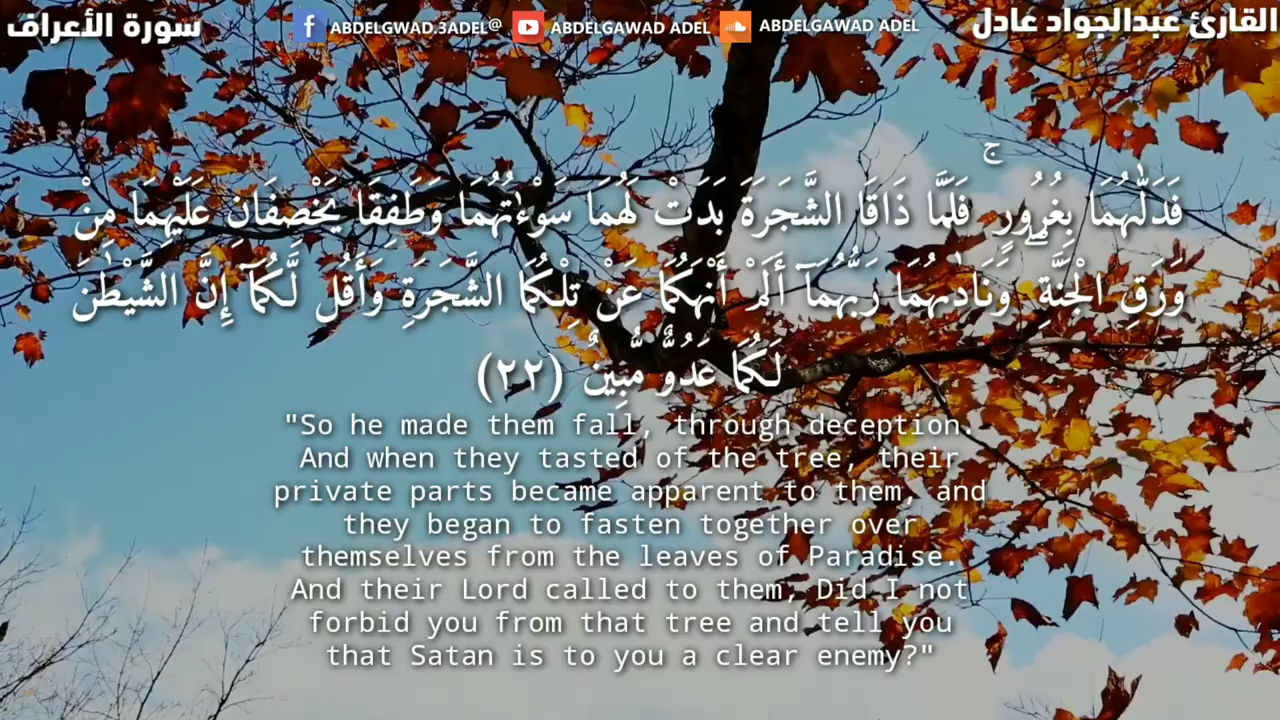 سورة الأعراف
ABDELGWAD.3ADEL@
ABDELGAWAD ADEL
ABDELGAWAD ADEL
القارئ عبدالجواد عادل
فَدَلَّىٰهُمَا بِغُرُورٍ ۚ فَلَمَّا ذَاقَا الشَّجَرَةَ بَدَتْ لَهُمَا سَوْءَٰتُهُمَا وَطَفِقَا يَخْصِفَانِ عَلَيْهِمَا مِنْ
وَرَقِ الْجَنَّةِ ۖ وَنَادَىٰهُمَا رَبُّهُمَآ أَلَمْ أَنْهَكُمَا عَنْ تِلْكُمَا الشَّجَرَةِ وَأَقُل لَّكُمَآ إِنَّ الشَّيْطَٰنَ
لَكُمَا عَدُوٌّ مُّبِينٌ (٢٢)
"So he made them fall, through deception.
And when they tasted of the tree, their
private parts became apparent to them, and
they began to fasten together over
themselves from the leaves of Paradise.
And their Lord called to them, Did I not
forbid you from that tree and tell you
that Satan is to you a clear enemy?"